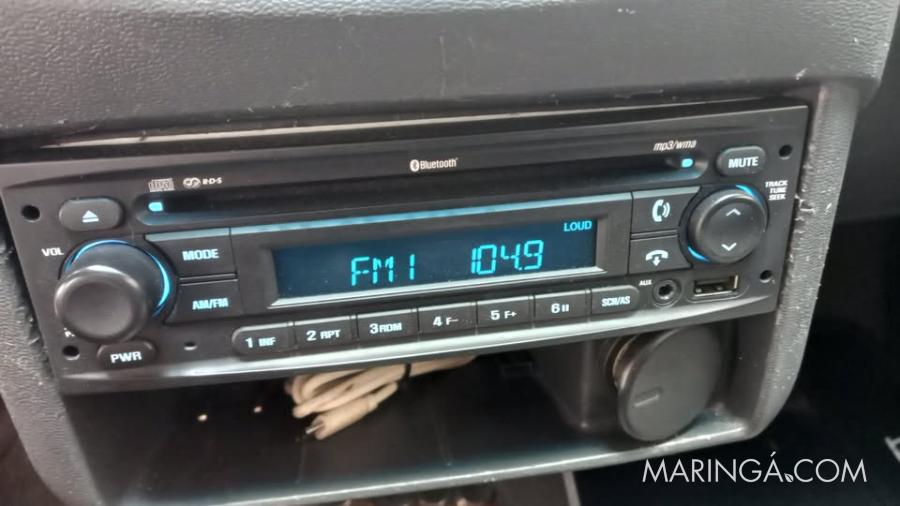 Bluetooth
mp3/wma
MUTE
R·D·S
TRACK
TUNE
SEEK
VOL
MODE
LOUD
FM1 104.9
AM/FM
AUX
1 INF
2 RPT
3 RDM
4 F–
5 F+
6 II
SCN/AS
PWR
MARINGÁ.COM